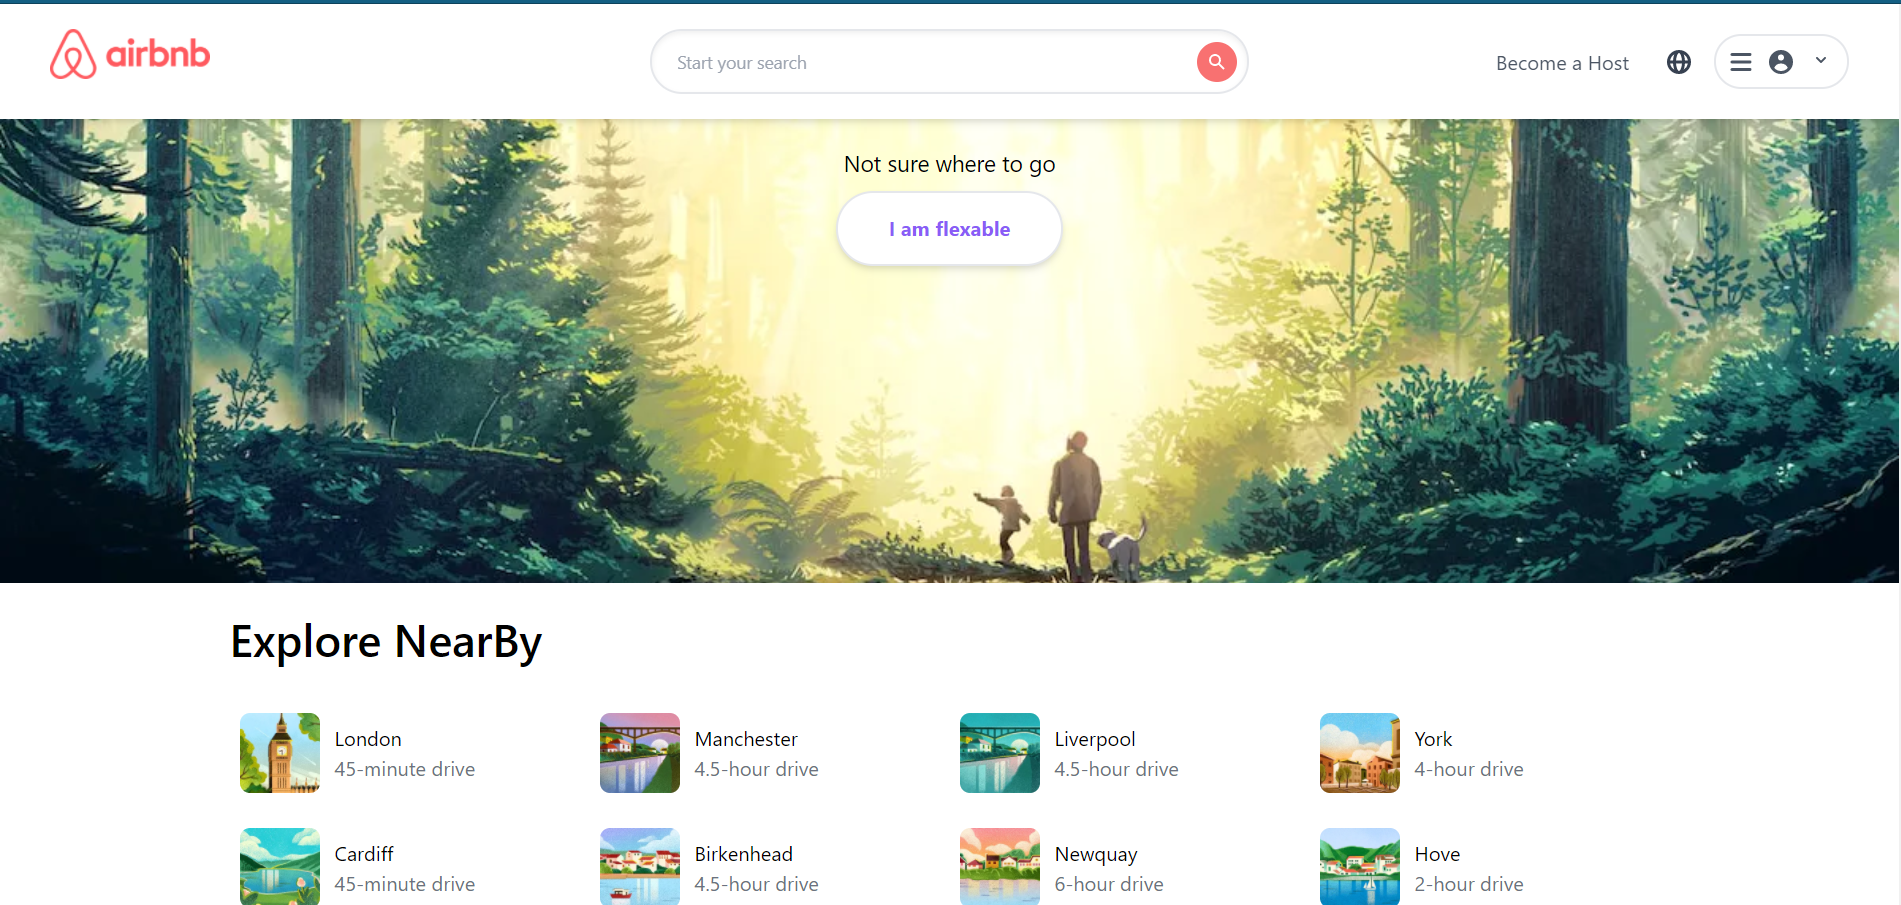 airbnb
Start your search
Become a Host
Not sure where to go
I am flexable
Explore NearBy
London
45-minute drive
Manchester
4.5-hour drive
Liverpool
4.5-hour drive
York
4-hour drive
Cardiff
45-minute drive
Birkenhead
4.5-hour drive
Newquay
6-hour drive
Hove
2-hour drive